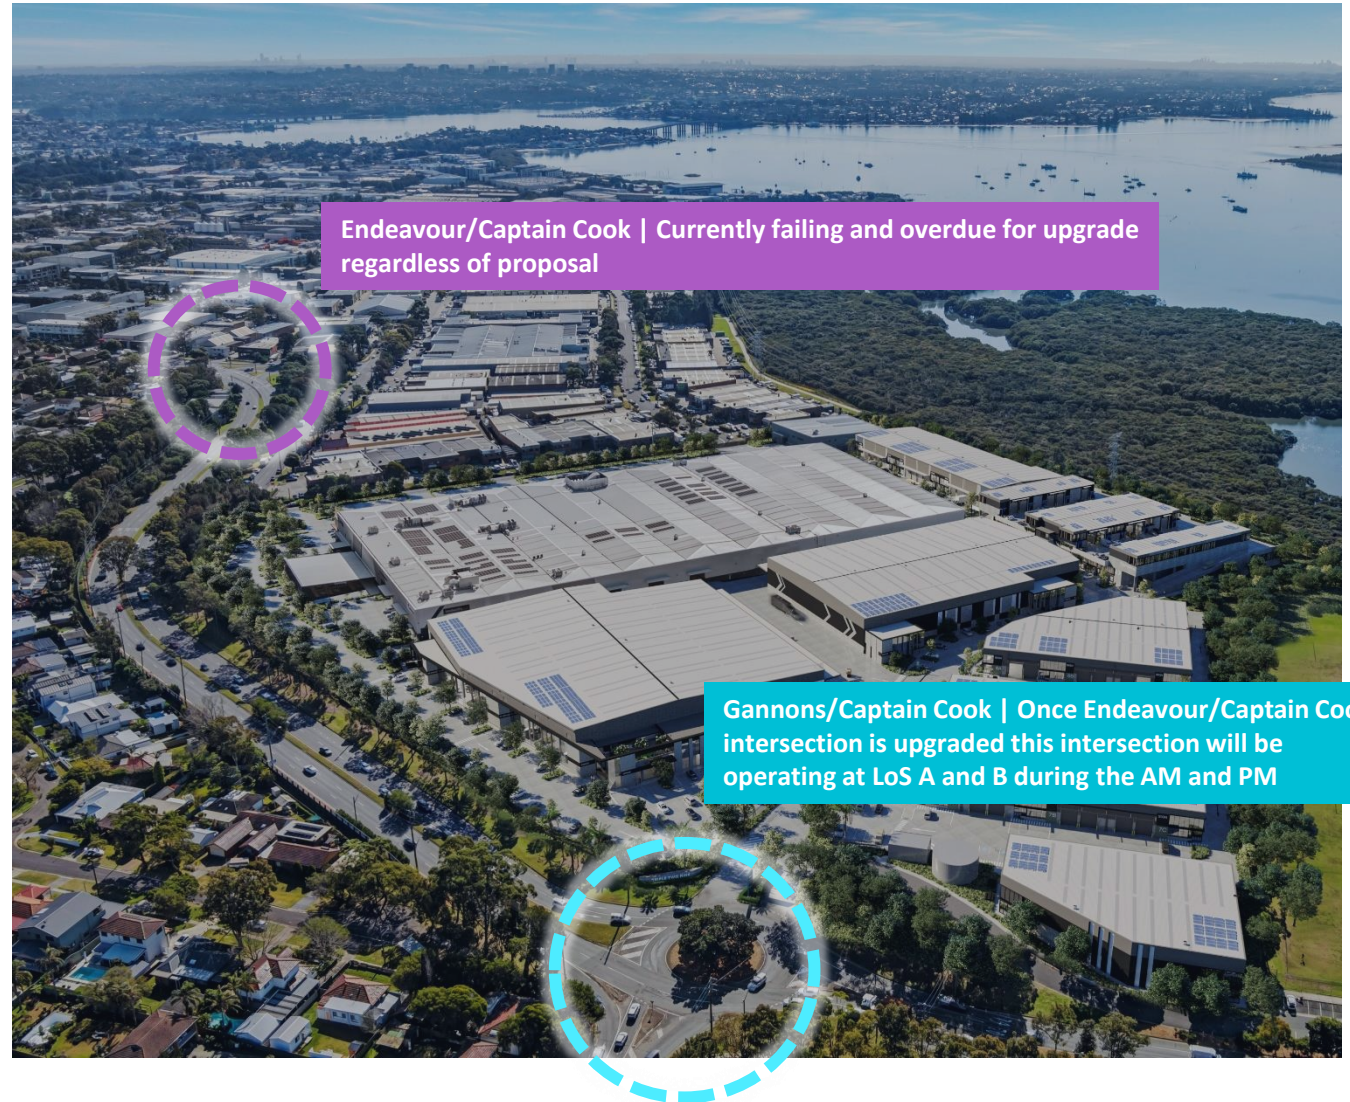 Endeavour/Captain Cook | Currently failing and overdue for upgrade
regardless of proposal
Gannons/Captain Cook | Once Endeavour/Captain Coo
intersection is upgraded this intersection will be
operating at LoS A and B during the AM and PM